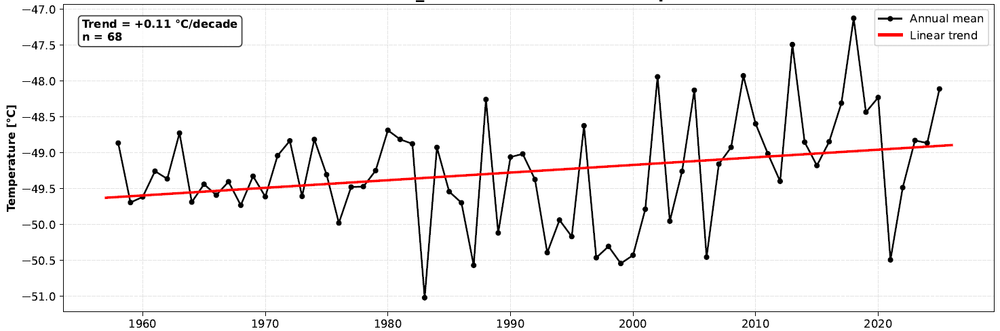 Trend = +0.11 °C/decade
n = 68
Annual mean
Linear trend
Temperature [°C]
−47.0
−47.5
−48.0
−48.5
−49.0
−49.5
−50.0
−50.5
−51.0
1960 1970 1980 1990 2000 2010 2020